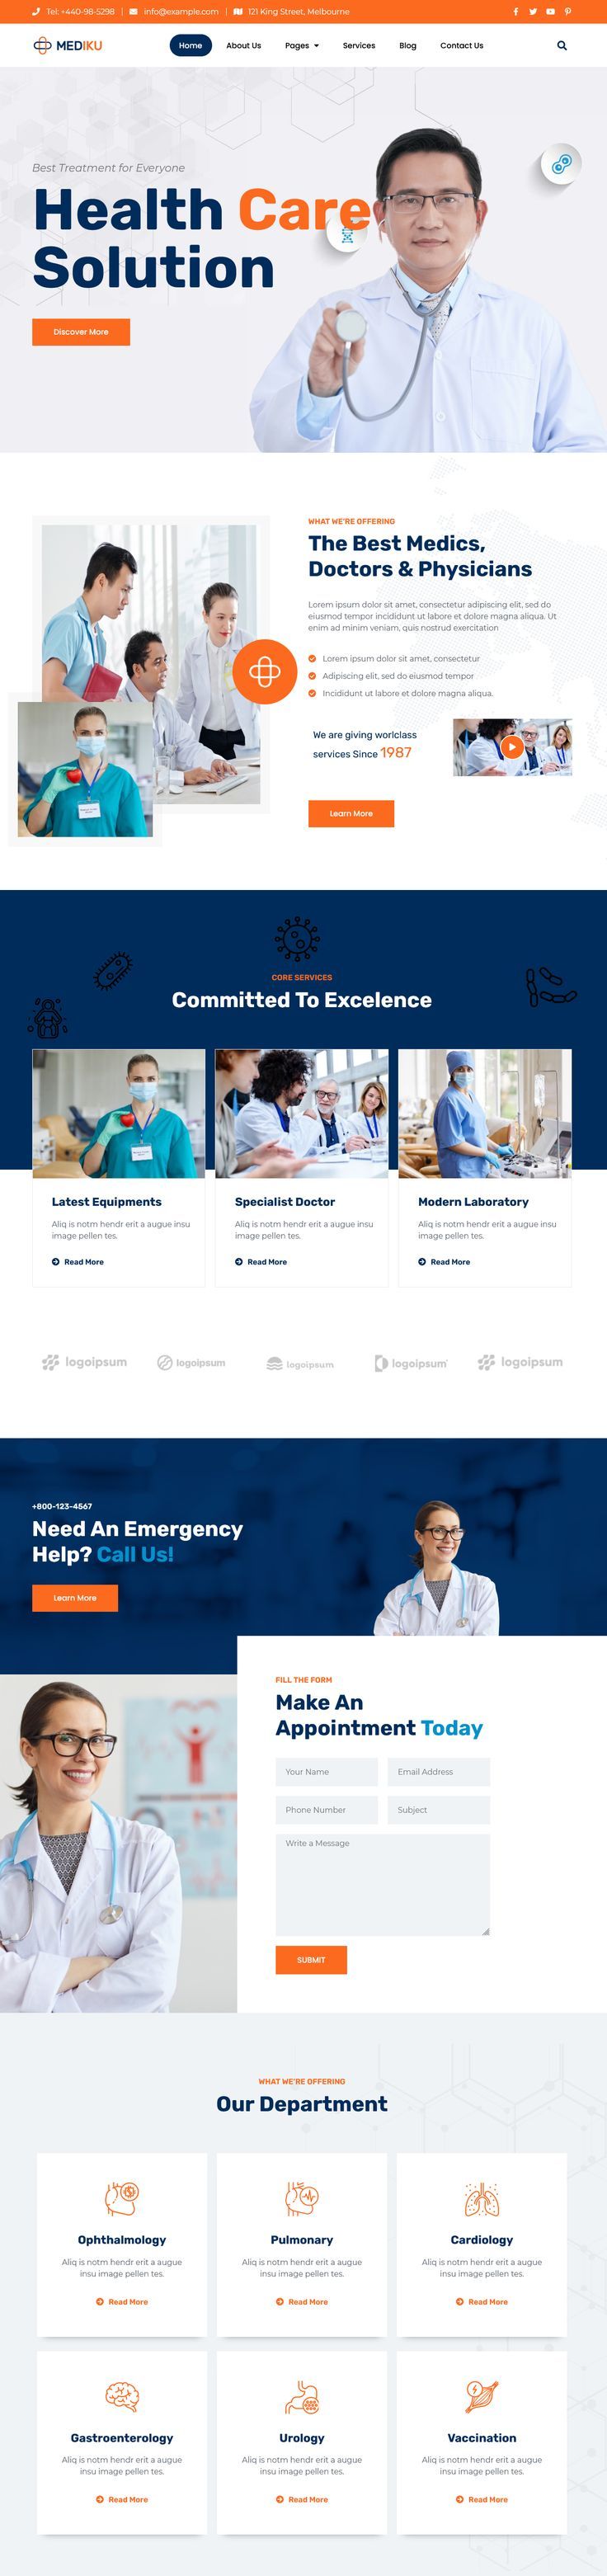 Tel: +440-98-5298
info@example.com
121 King Street, Melbourne
MEDIKU
Home
About Us
Pages
Services
Blog
Contact Us
Best Treatment for Everyone
Health Care
Solution
Discover More
WHAT WE'RE OFFERING
The Best Medics,
Doctors & Physicians
Lorem ipsum dolor sit amet, consectetur adipiscing elit, sed do
eiusmod tempor incididunt ut labore et dolore magna aliqua. Ut
enim ad minim veniam, quis nostrud exercitation
Lorem ipsum dolor sit amet, consectetur
Adipiscing elit, sed do eiusmod tempor
Incididunt ut labore et dolore magna aliqua.
We are giving worlclass
services Since 1987
Learn More
CORE SERVICES
Committed To Excellence
Latest Equipments
Aliq is notm hendr erit a augue insu
image pellen tes.
Read More
Specialist Doctor
Aliq is notm hendr erit a augue insu
image pellen tes.
Read More
Modern Laboratory
Aliq is notm hendr erit a augue insu
image pellen tes.
Read More
logoipsum
logoipsum
logoipsum
logoipsum
logoipsum
+800-123-4567
Need An Emergency
Help? Call Us!
Learn More
FILL THE FORM
Make An
Appointment Today
Your Name
Email Address
Phone Number
Subject
Write a Message
SUBMIT
WHAT WE'RE OFFERING
Our Department
Ophthalmology
Aliq is notm hendr erit a augue
insu image pellen tes.
Read More
Pulmonary
Aliq is notm hendr erit a augue
insu image pellen tes.
Read More
Cardiology
Aliq is notm hendr erit a augue
insu image pellen tes.
Read More
Gastroenterology
Aliq is notm hendr erit a augue
insu image pellen tes.
Read More
Urology
Aliq is notm hendr erit a augue
insu image pellen tes.
Read More
Vaccination
Aliq is notm hendr erit a augue
insu image pellen tes.
Read More